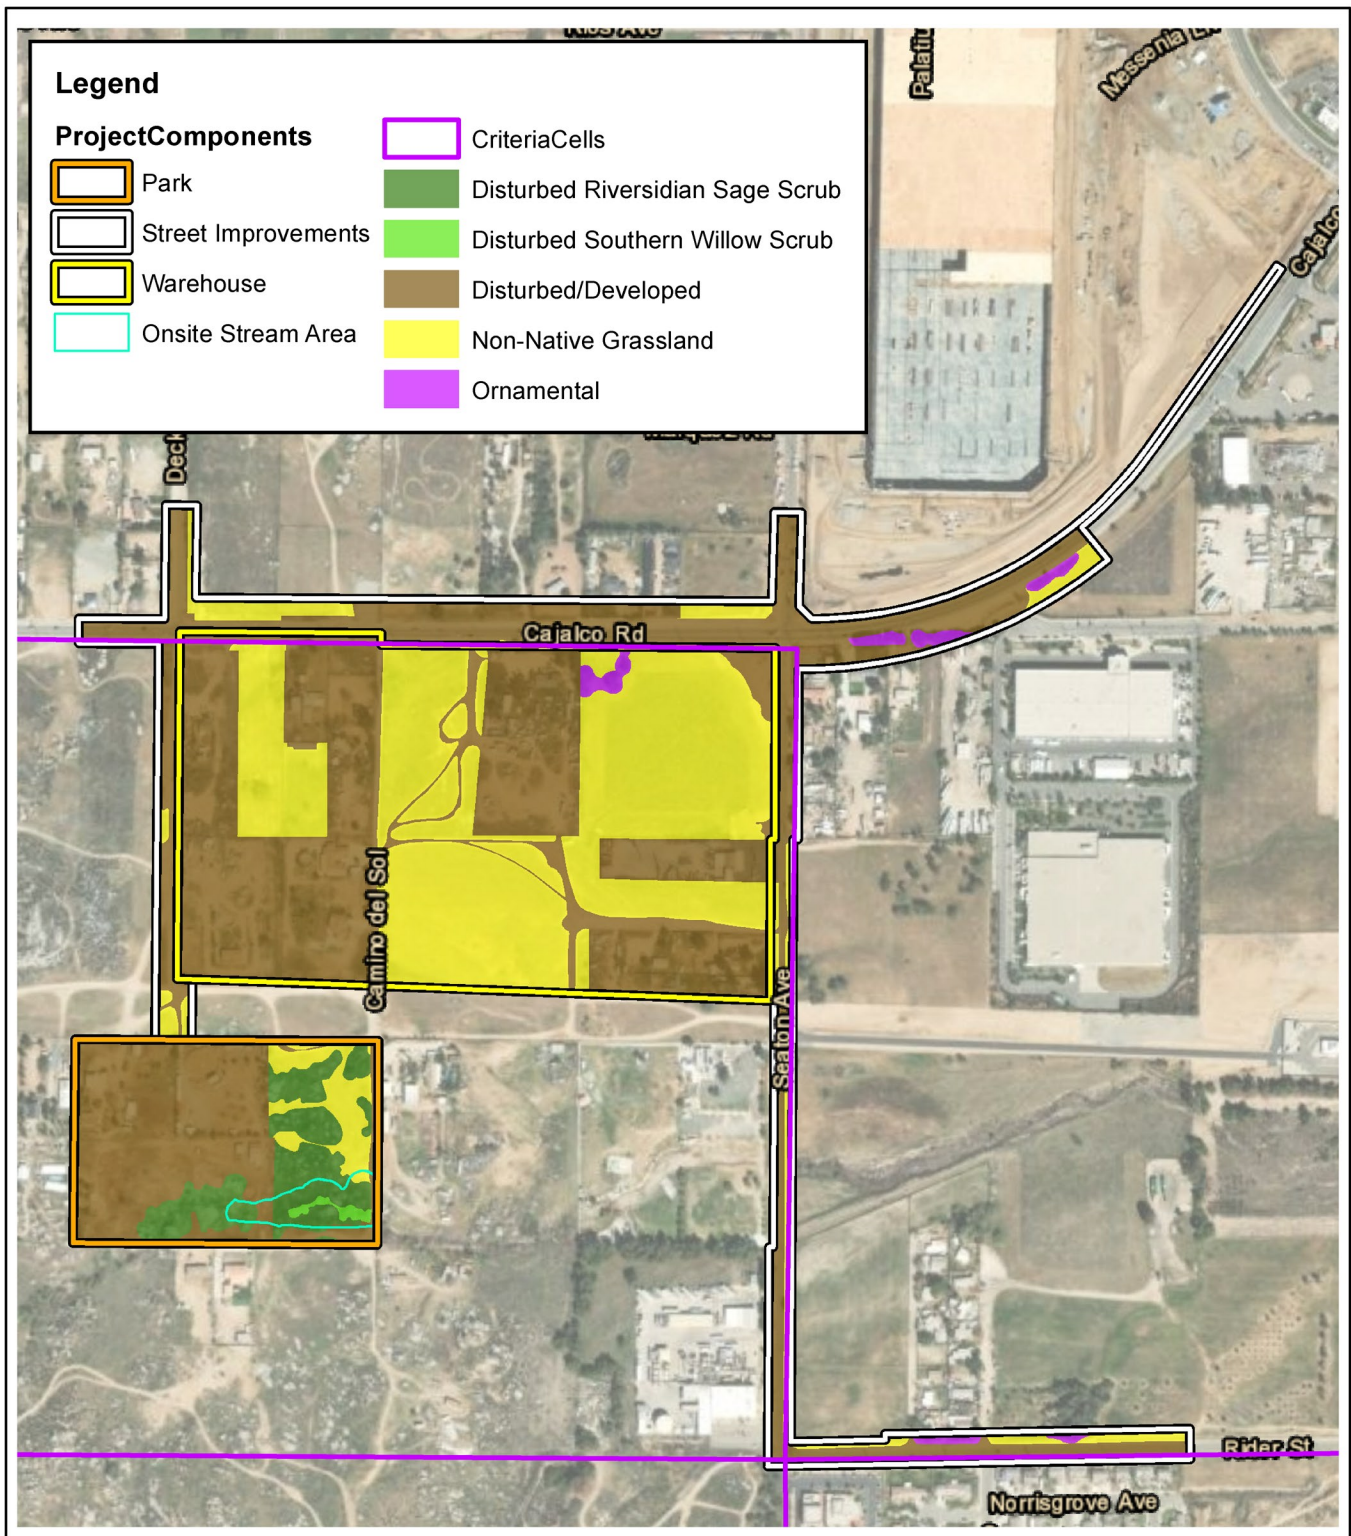 Legend
ProjectComponents
Park
Street Improvements
Warehouse
Onsite Stream Area
CriteriaCells
Disturbed Riversidian Sage Scrub
Disturbed Southern Willow Scrub
Disturbed/Developed
Non-Native Grassland
Ornamental
Messenia Ln
Cajalco
Deck
Cajalco Rd
Camino del Sol
Seaton Ave
Rider St
Norrisgrove Ave